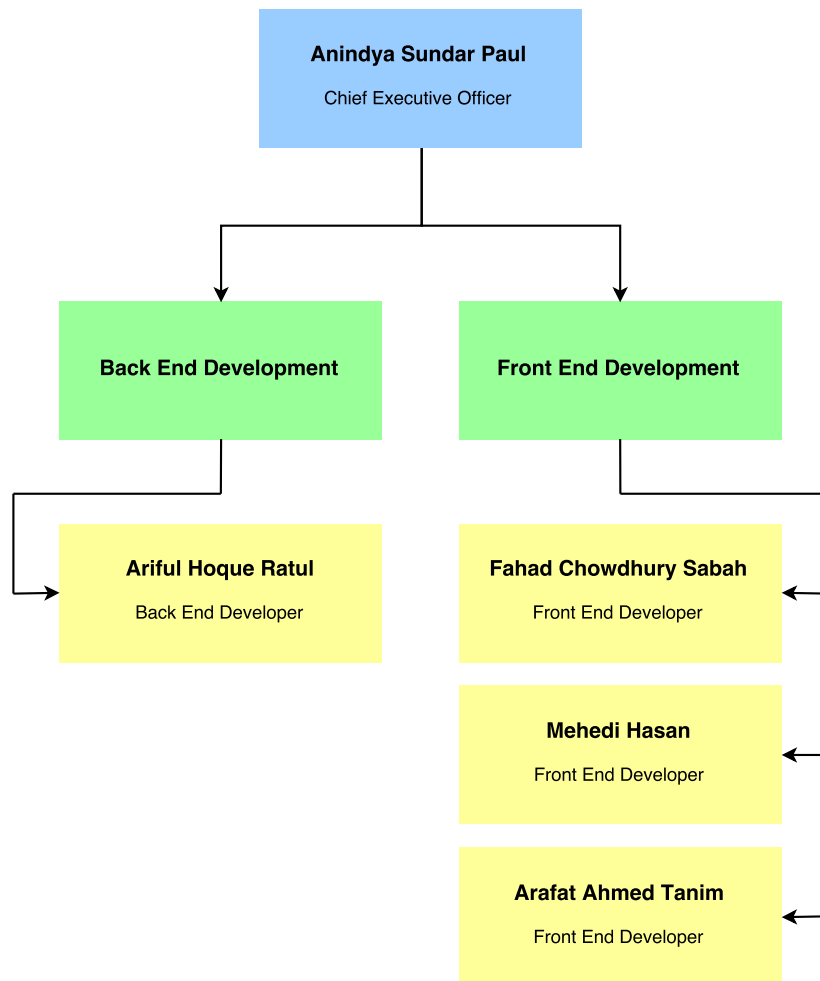 Anindya Sundar Paul
Chief Executive Officer
Back End Development
Front End Development
Ariful Hoque Ratul
Back End Developer
Fahad Chowdhury Sabah
Front End Developer
Mehedi Hasan
Front End Developer
Arafat Ahmed Tanim
Front End Developer